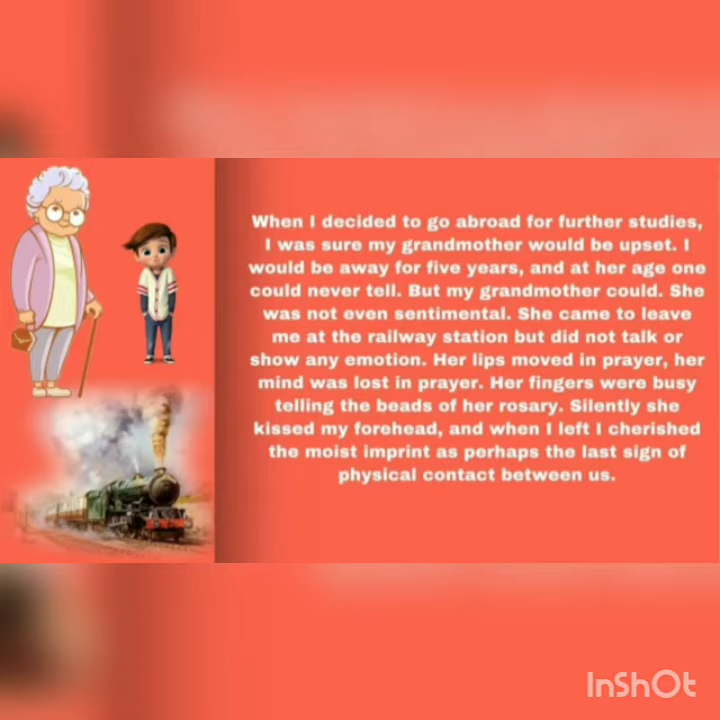 When I decided to go abroad for further studies,
I was sure my grandmother would be upset. I
would be away for five years, and at her age one
could never tell. But my grandmother could. She
was not even sentimental. She came to leave
me at the railway station but did not talk or
show any emotion. Her lips moved in prayer, her
mind was lost in prayer. Her fingers were busy
telling the beads of her rosary. Silently she
kissed my forehead, and when I left I cherished
the moist imprint as perhaps the last sign of
physical contact between us.
InShOt